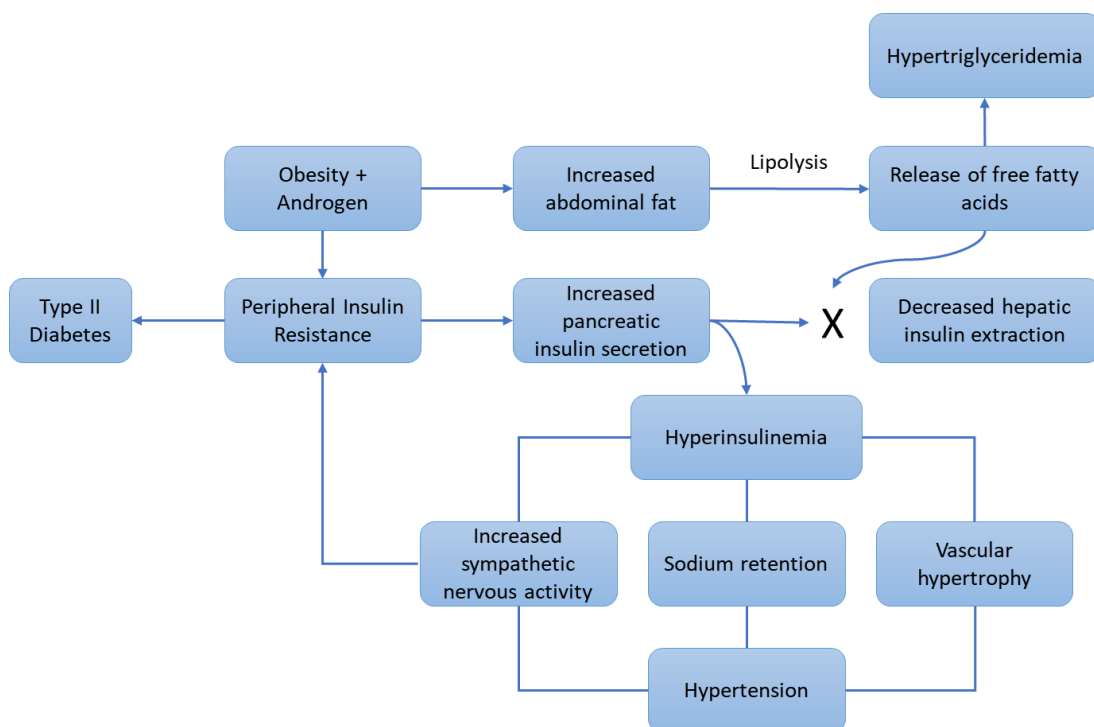 Hypertriglyceridemia
Obesity +
Androgen
Increased
abdominal fat
Lipolysis
Release of free fatty
acids
Type II
Diabetes
Peripheral Insulin
Resistance
Increased
pancreatic
insulin secretion
X
Decreased hepatic
insulin extraction
Hyperinsulinemia
Increased
sympathetic
nervous activity
Sodium retention
Vascular
hypertrophy
Hypertension